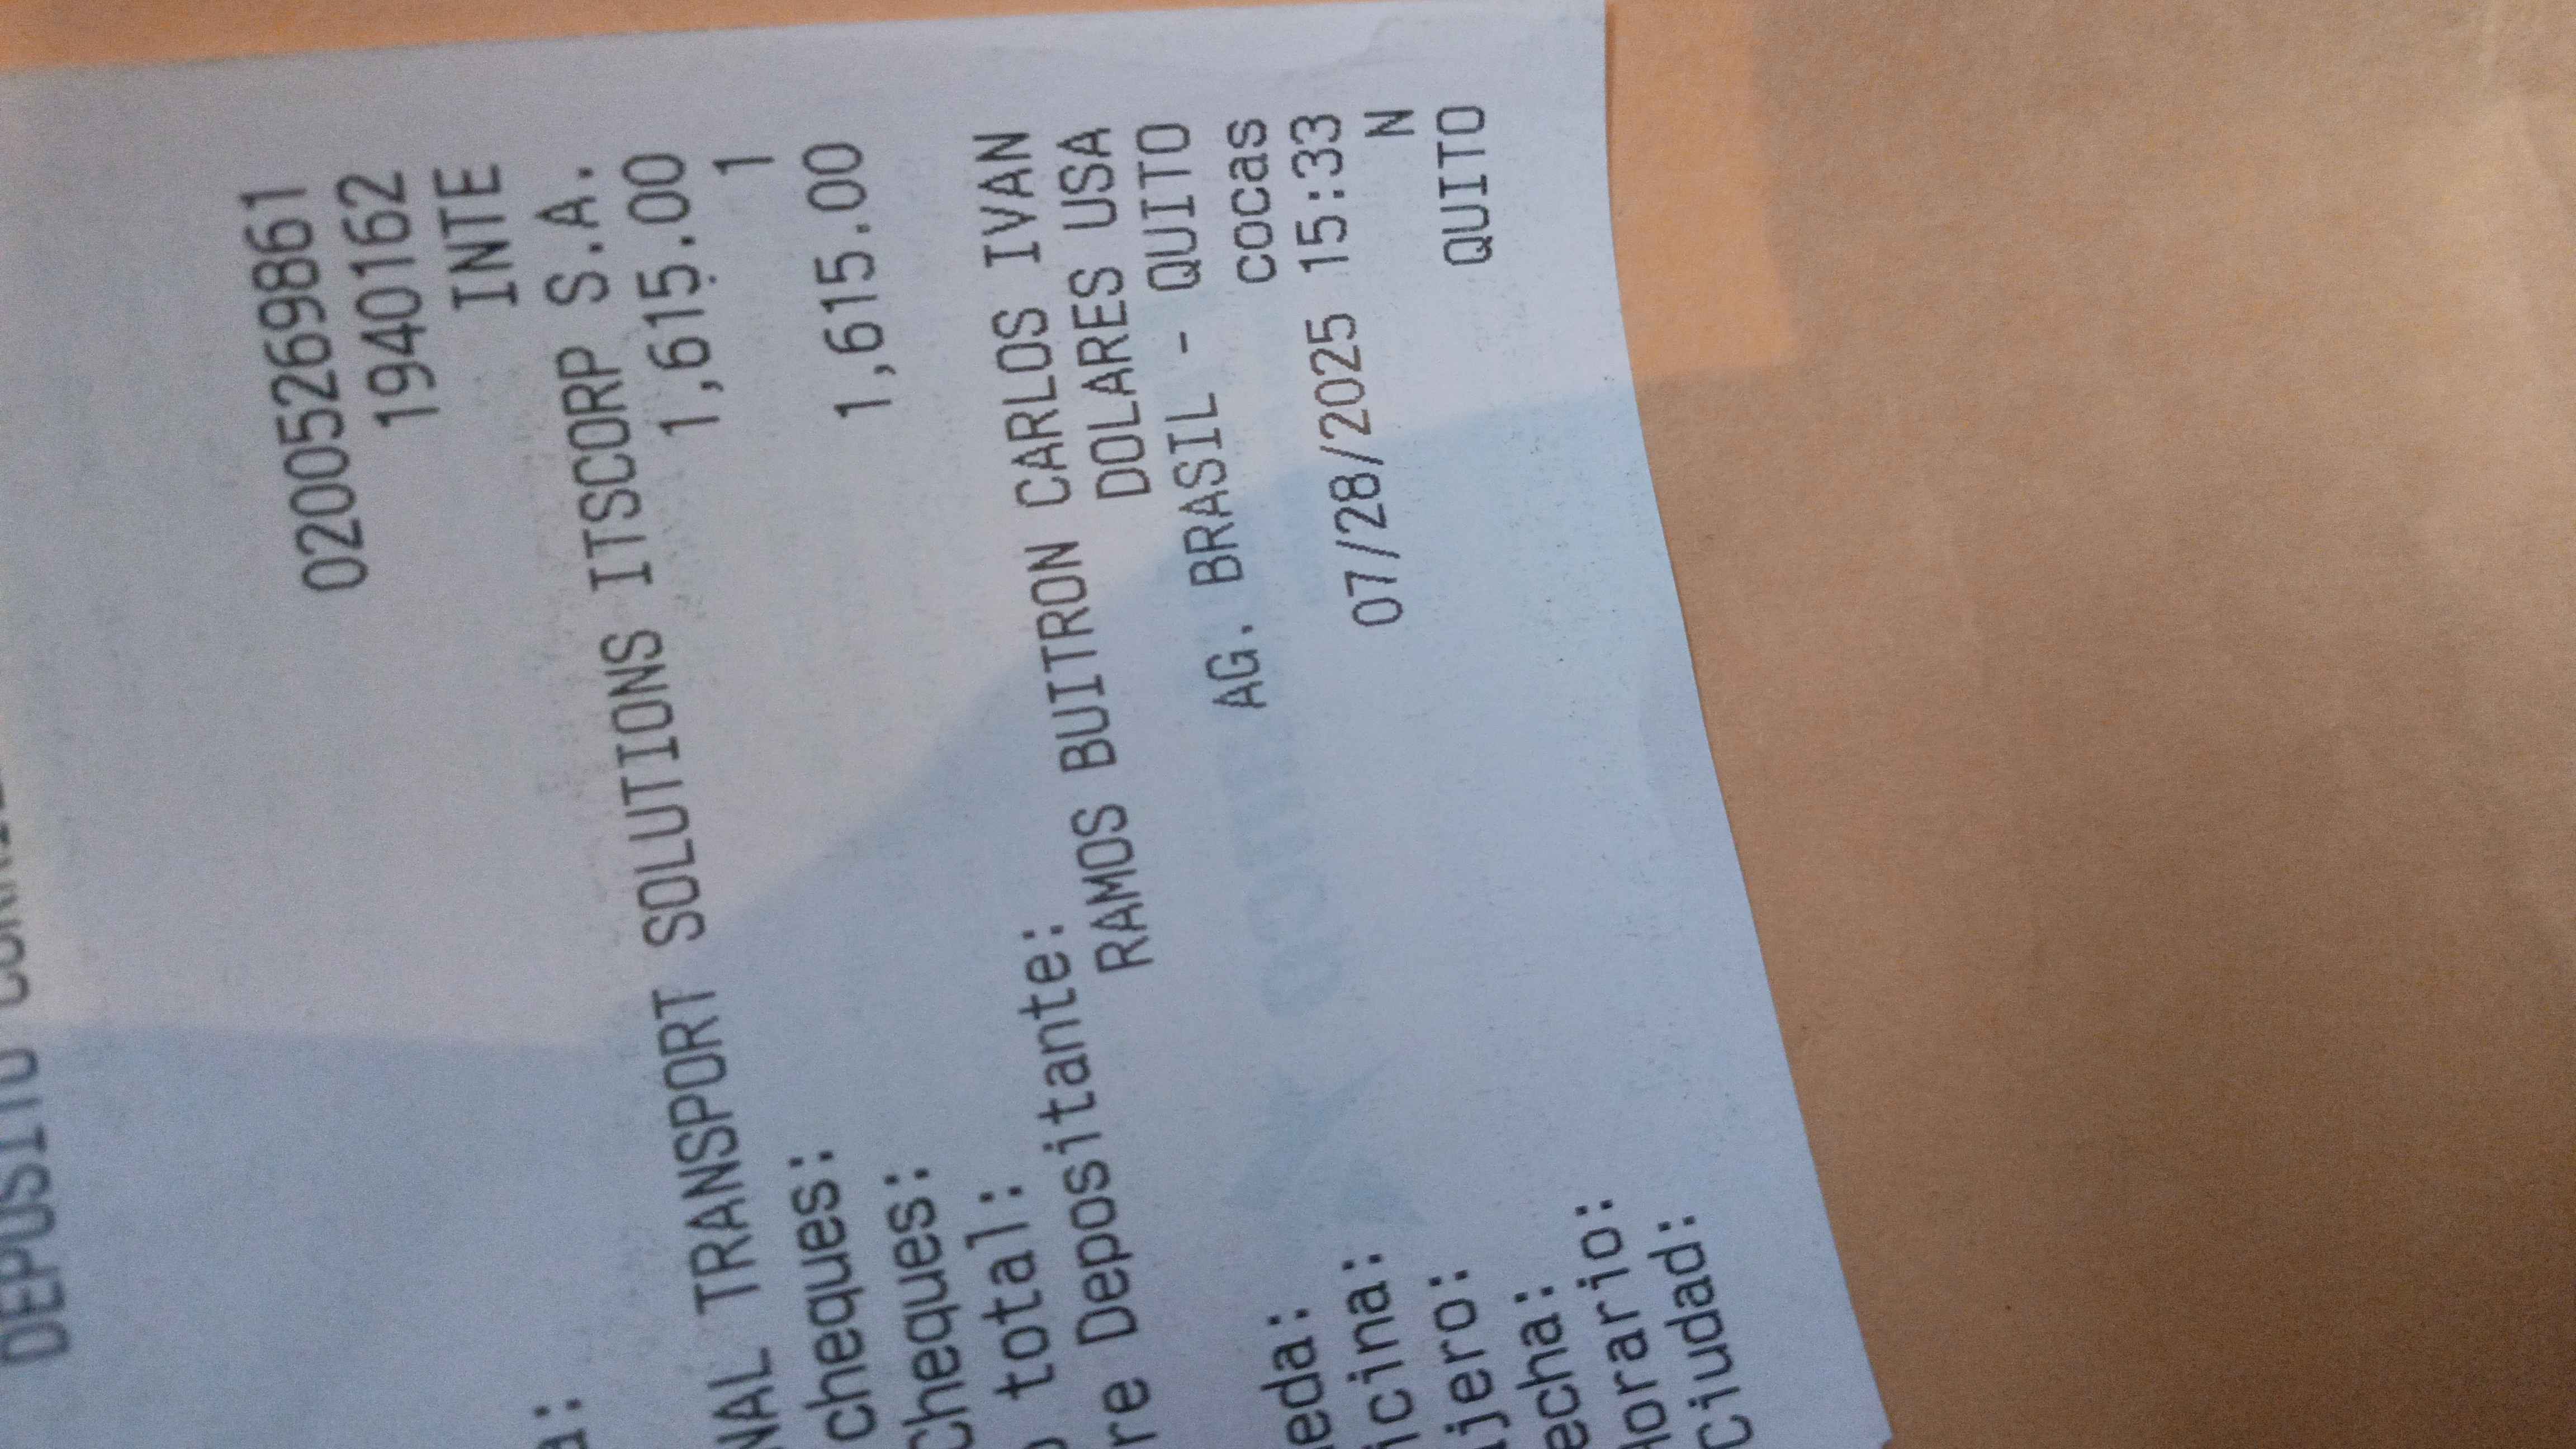 DEPOSITO
02005269861
1940162
a: INTE
NAL TRANSPORT SOLUTIONS ITSCORP S.A.
cheques: 1,615.00
Cheques: 1
total: 1,615.00
re Depositante:
RAMOS BUITRON CARLOS IVAN
eda: DOLARES USA
icina: AG. BRASIL - QUITO
jero: cocas
echa: 07/28/2025 15:33
orario: N
Ciudad: QUITO